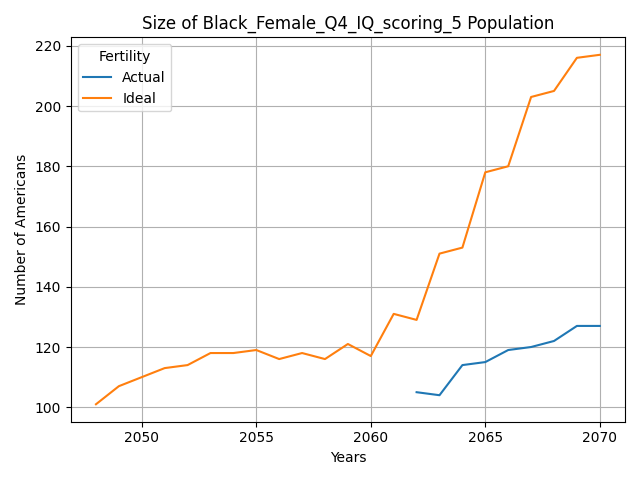 Size of Black_Female_Q4_IQ_scoring_5 Population
Fertility
Actual
Ideal
Number of Americans
220
200
180
160
140
120
100
2050
2055
2060
2065
2070
Years